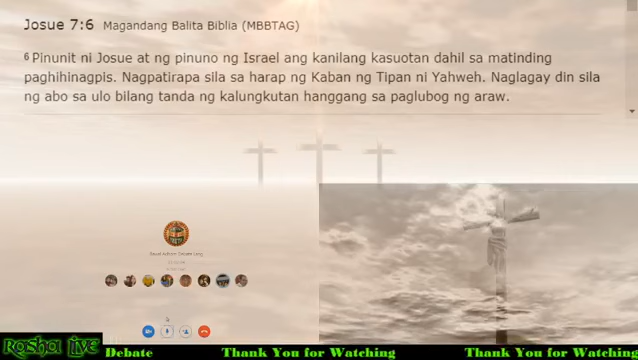 Josue 7:6 Magandang Balita Biblia (MBBTAG)
6 Pinunit ni Josue at ng pinuno ng Israel ang kanilang kasuotan dahil sa matinding
paghihinagpis. Nagpatirapa sila sa harap ng Kaban ng Tipan ni Yahweh. Naglagay din sila
ng abo sa ulo bilang tanda ng kalungkutan hanggang sa paglubog ng araw.
Rosha Live Debate Thank You for Watching Thank You for Watching